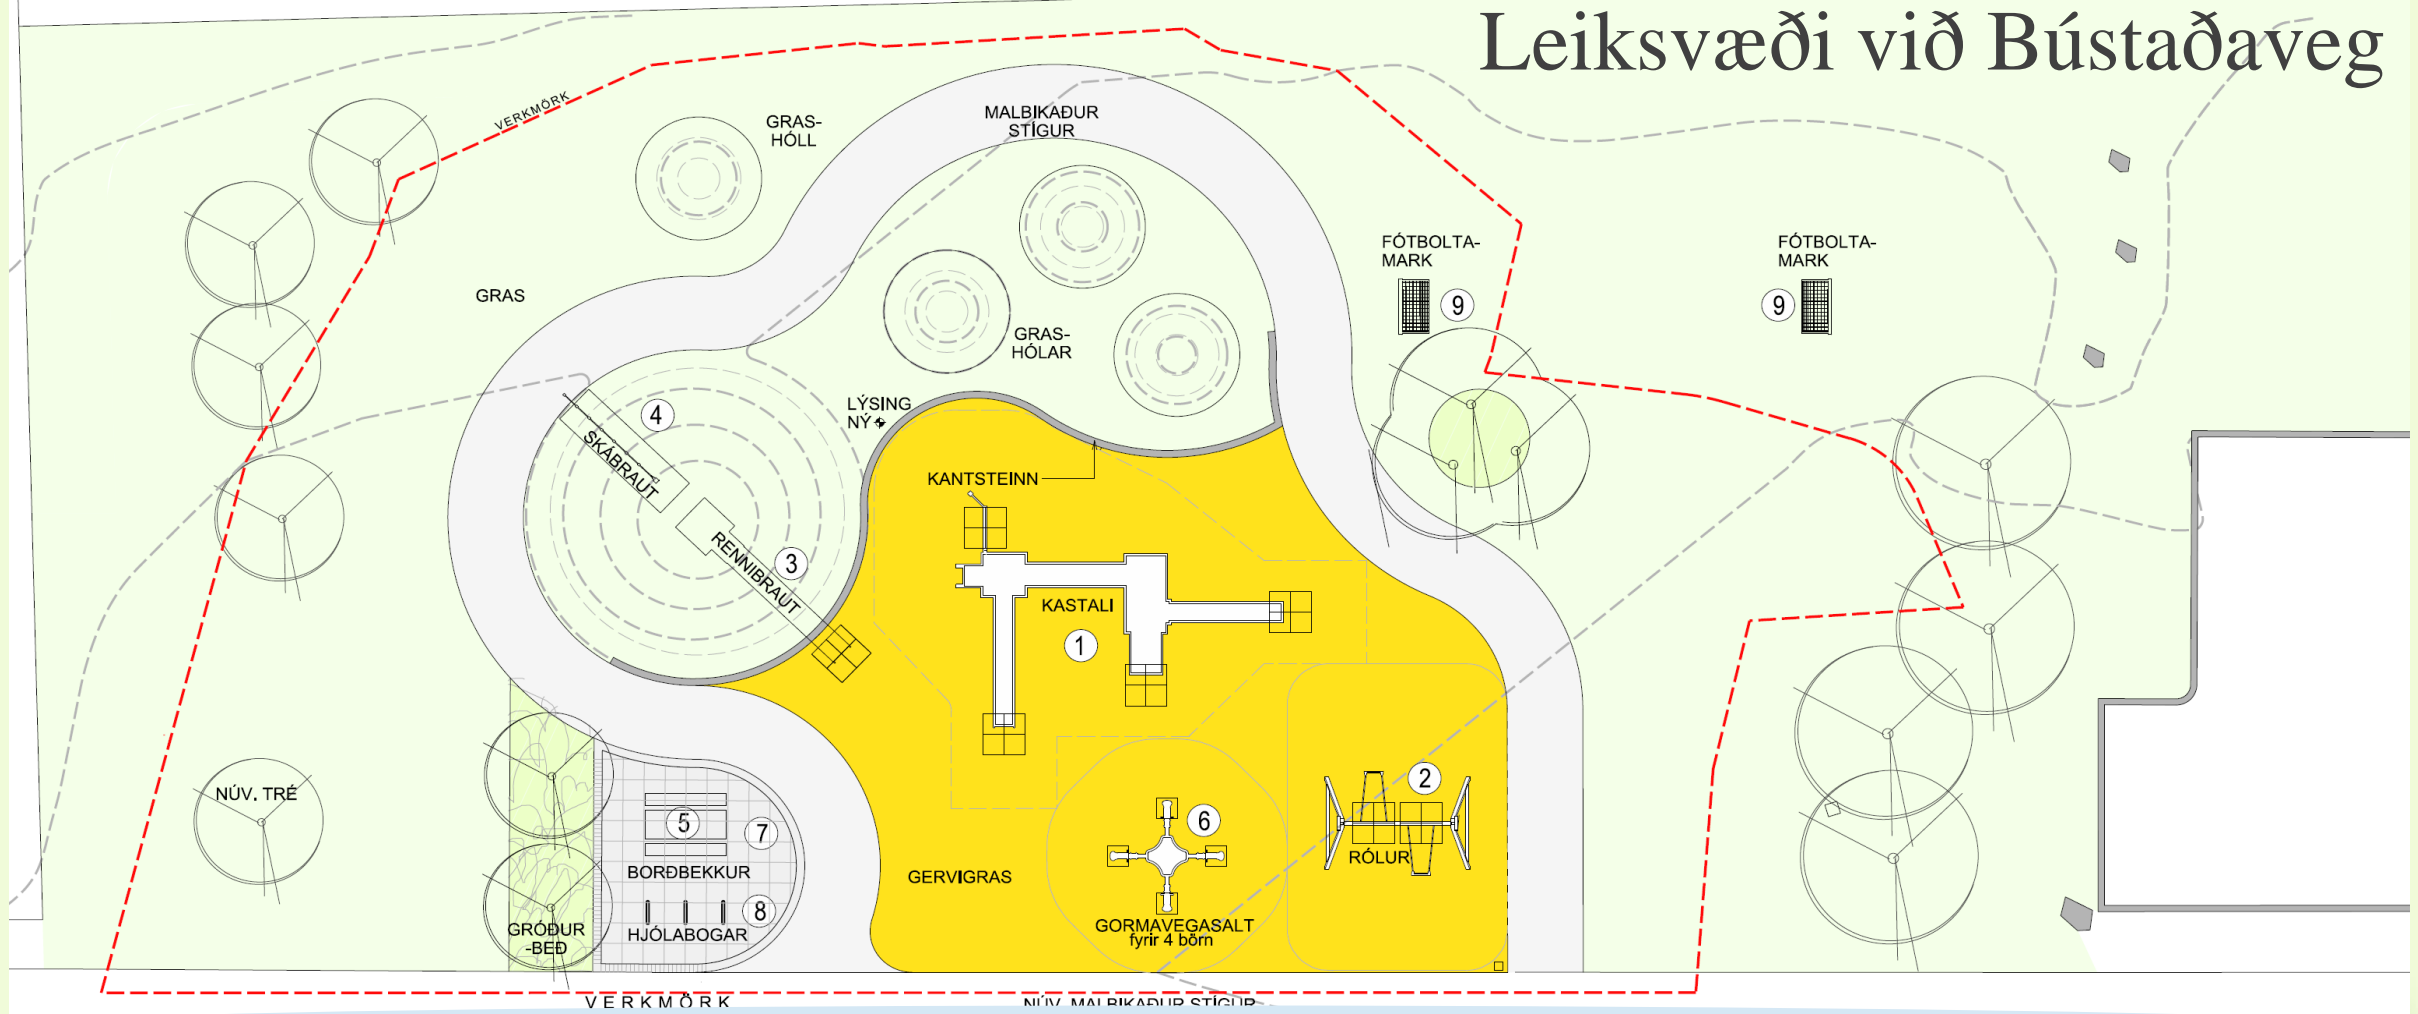 Leiksvæði við Bústaðaveg
VERKMÖRK
GRAS-
HÓLL
MALBIKAÐUR
STÍGUR
FÓTBOLTA-
MARK
9
FÓTBOLTA-
MARK
9
GRAS
GRAS-
HÓLAR
LÝSING
NÝ
4
SKÁBRAUT
KANTSTEINN
RENNIBRAUT
3
KASTALI
1
NÚV. TRÉ
5
7
BORÐBEKKUR
8
HJÓLABOGAR
GRÓÐUR
-BEÐ
GERVIGRAS
6
GORMAVEGASALT
fyrir 4 börn
2
RÓLUR
VERKMÖRK
NÚV. MALBIKAÐUR STÍGUR